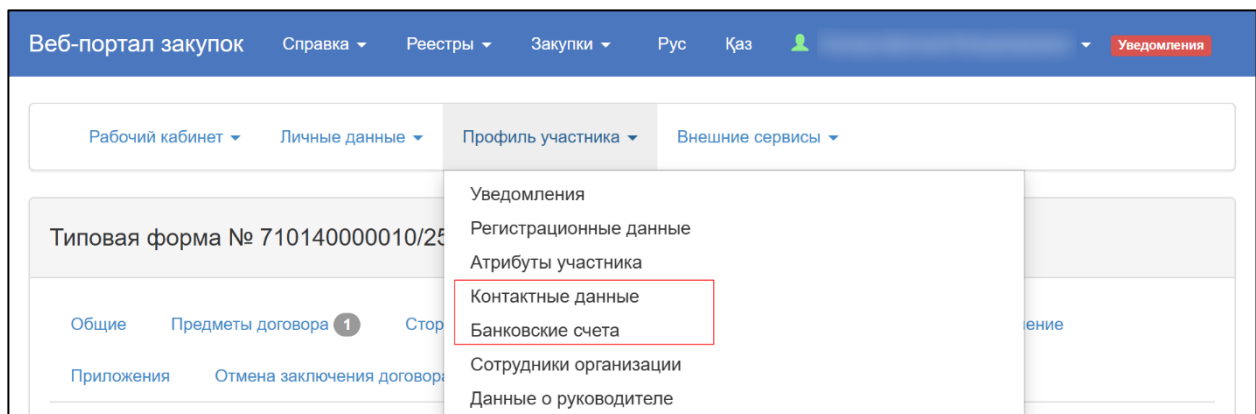 Веб-портал закупок Справка Реестры Закупки Рус Қаз Уведомления
Рабочий кабинет Личные данные Профиль участника Внешние сервисы
Уведомления
Регистрационные данные
Типовая форма № 710140000010/25
Атрибуты участника
Контактные данные
Общие Предметы договора 1 Стор ение
Банковские счета
Сотрудники организации
Приложения Отмена заключения договора
Данные о руководителе